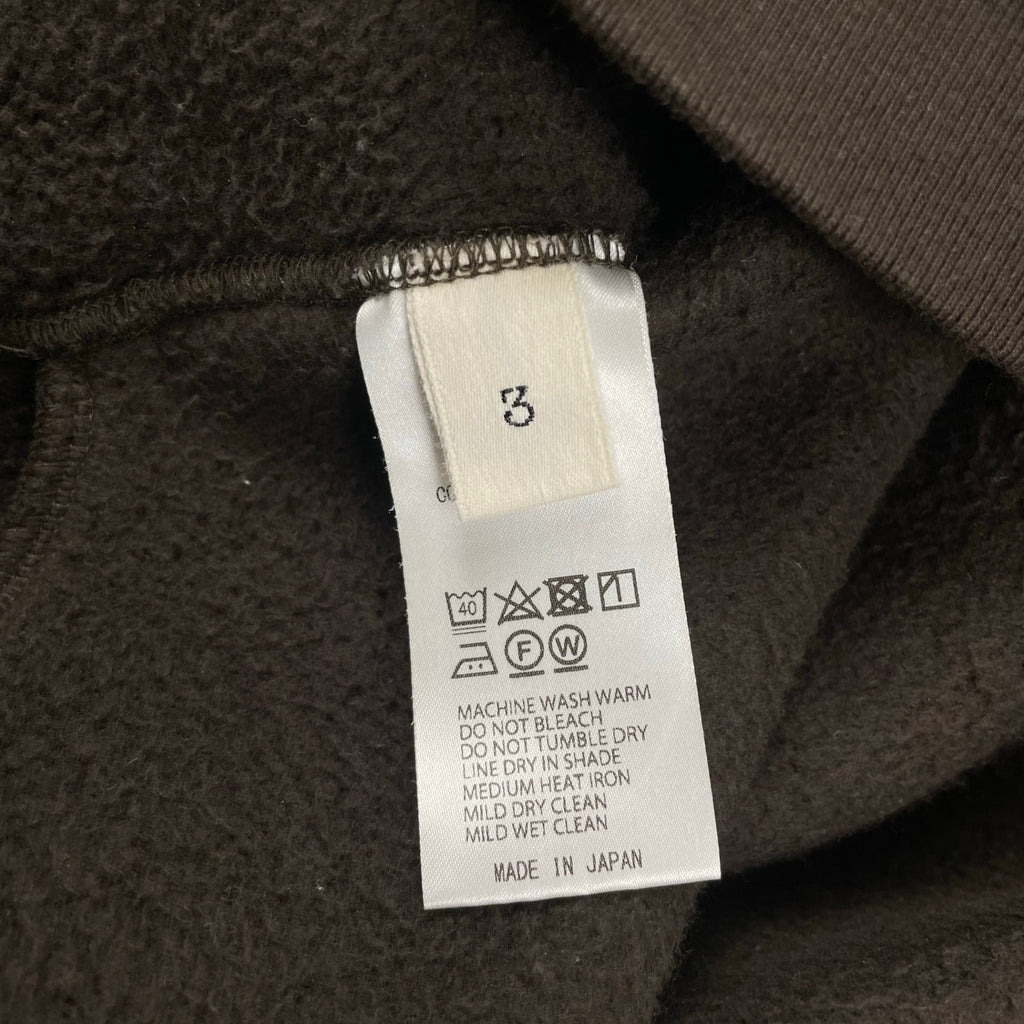 3
40
F W
MACHINE WASH WARM
DO NOT BLEACH
DO NOT TUMBLE DRY
LINE DRY IN SHADE
MEDIUM HEAT IRON
MILD DRY CLEAN
MILD WET CLEAN
MADE IN JAPAN